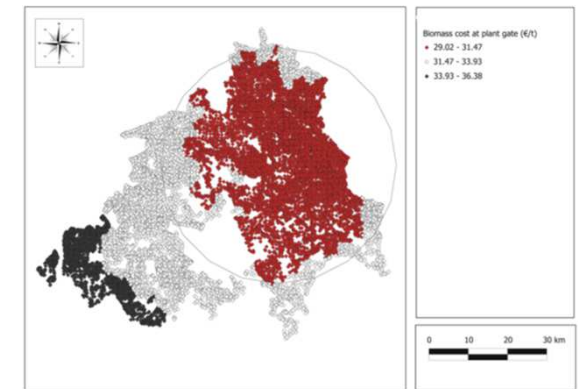 Biomass cost at plant gate (€/t)
29.02 - 31.47
31.47 - 33.93
33.93 - 36.38
0 10 20 30 km